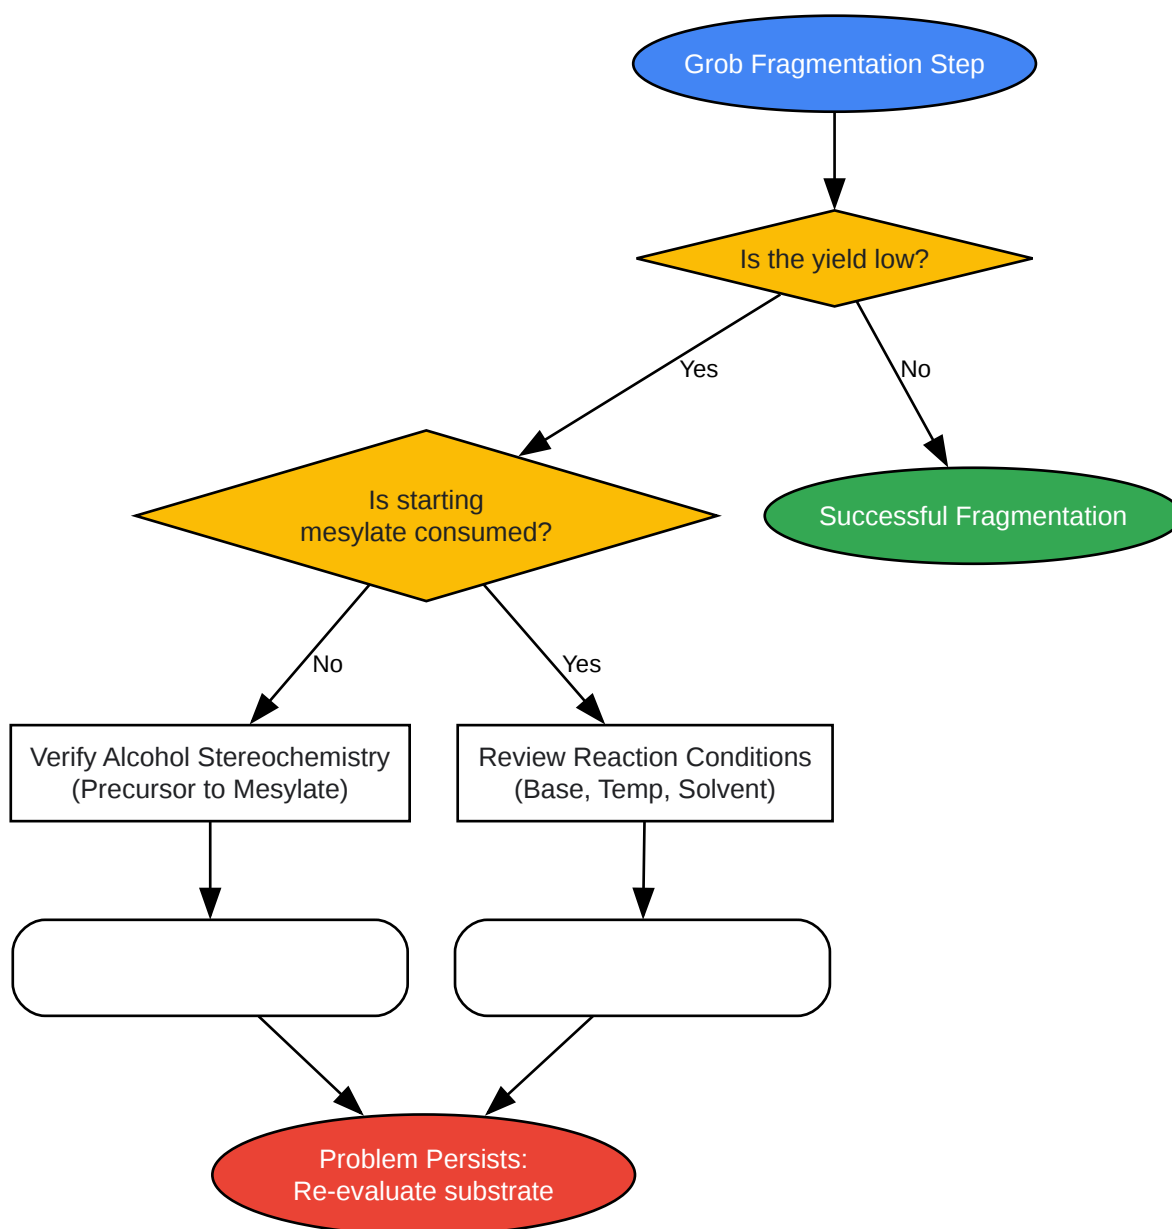 Grob Fragmentation Step
Is the yield low?
Yes
No
Is starting
mesylate consumed?
Successful Fragmentation
No
Yes
Verify Alcohol Stereochemistry
(Precursor to Mesylate)
Review Reaction Conditions
(Base, Temp, Solvent)
Problem Persists:
Re-evaluate substrate